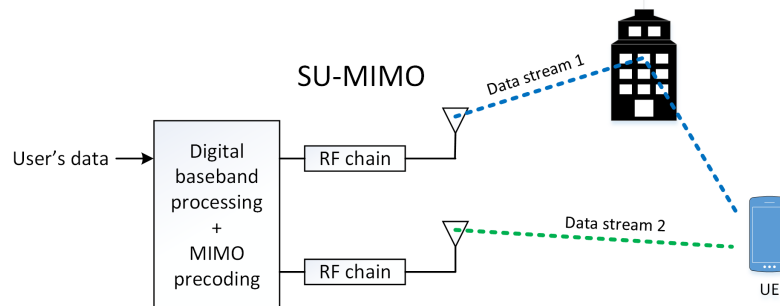 SU-MIMO
Data stream 1
User's data
Digital
baseband
processing
+
MIMO
precoding
RF chain
Data stream 2
RF chain
UE